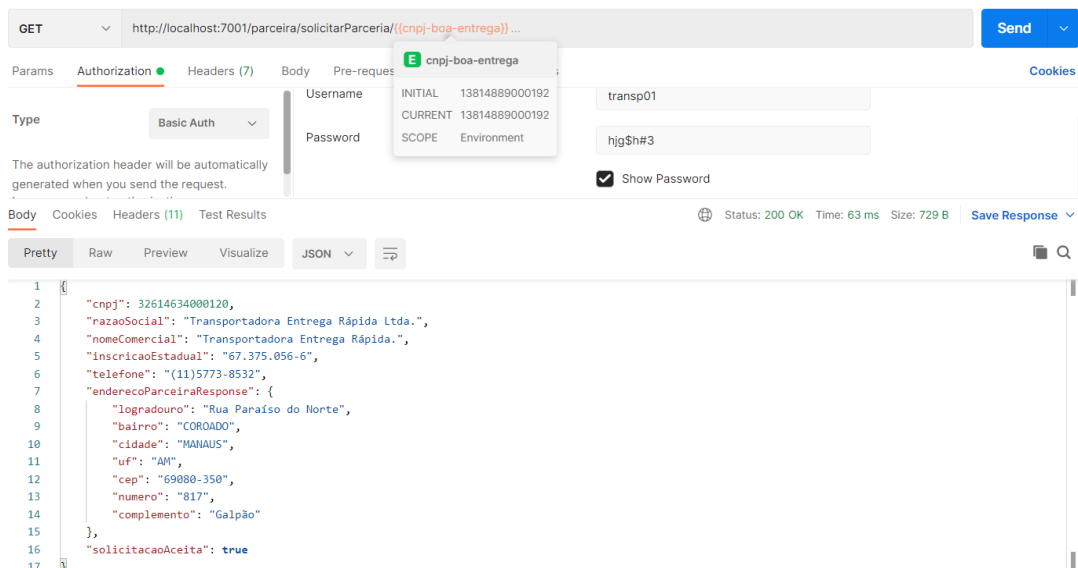 GET http://localhost:7001/parceira/solicitarParceria/{{cnpj-boa-entrega}} ... Send
E cnpj-boa-entrega
INITIAL 13814889000192
CURRENT 13814889000192
SCOPE Environment
Params Authorization Headers (7) Body Pre-reques Cookies
Type Basic Auth
The authorization header will be automatically
generated when you send the request.
Username transp01
Password hjg$h#3
Show Password
Body Cookies Headers (11) Test Results Status: 200 OK Time: 63 ms Size: 729 B Save Response
Pretty Raw Preview Visualize JSON
1 {
2 "cnpj": 32614634000120,
3 "razaoSocial": "Transportadora Entrega Rápida Ltda.",
4 "nomeComercial": "Transportadora Entrega Rápida.",
5 "inscricaoEstadual": "67.375.056-6",
6 "telefone": "(11)5773-8532",
7 "enderecoParceiraResponse": {
8 "logradouro": "Rua Paraíso do Norte",
9 "bairro": "COROADO",
10 "cidade": "MANAUS",
11 "uf": "AM",
12 "cep": "69080-350",
13 "numero": "817",
14 "complemento": "Galpão"
15 },
16 "solicitacaoAceita": true
17 }